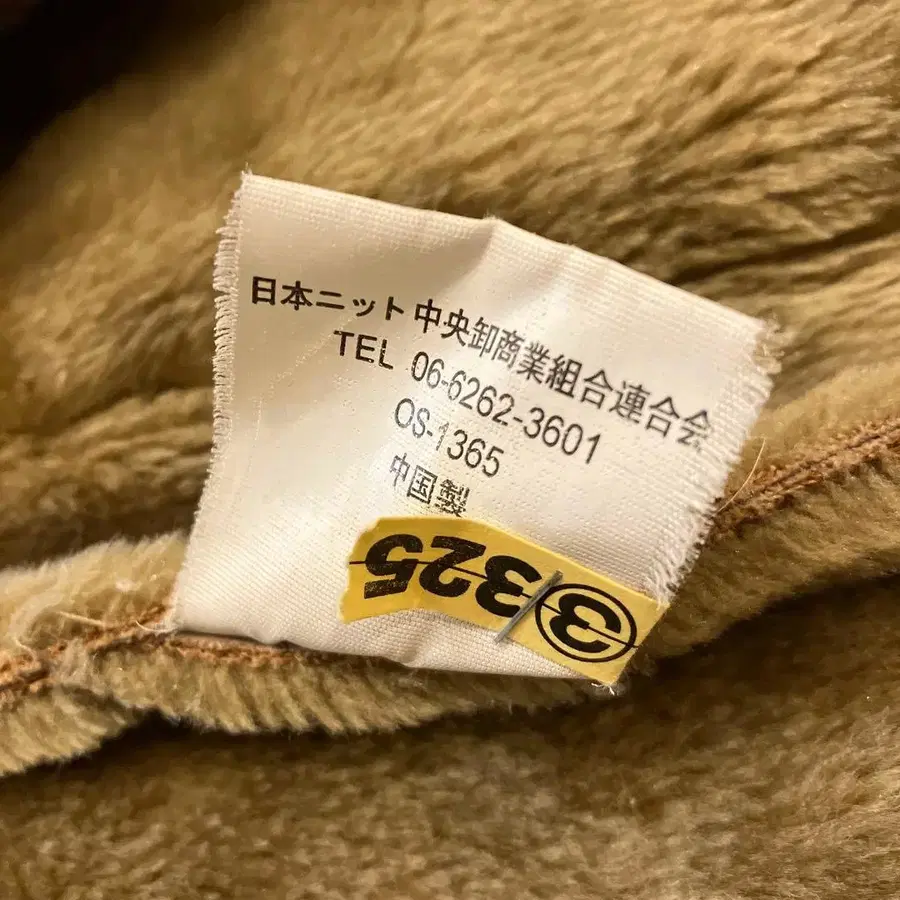 日本ニット中央卸商業組合連合会
TEL 06-6262-3601
OS-1365
中国製
③325